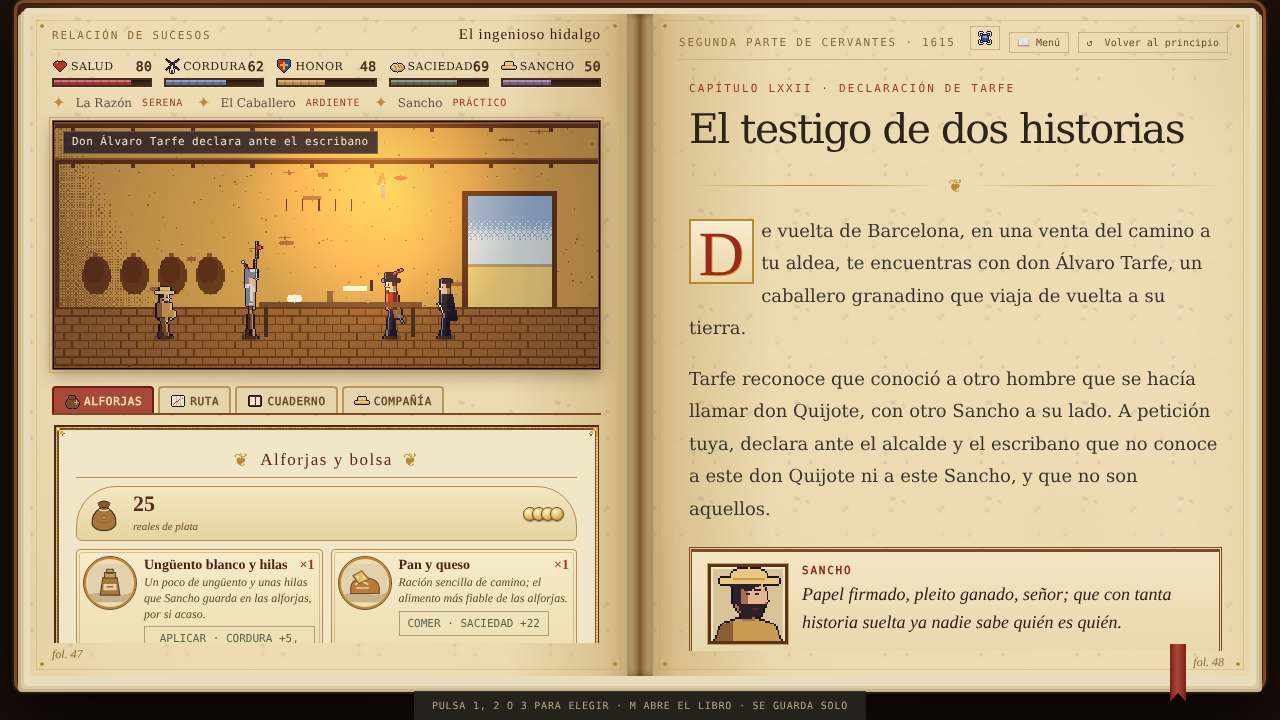 RELACIÓN DE SUCESOS
El ingenioso hidalgo
SALUD 80
CORDURA 62
HONOR 48
SACIEDAD 69
SANCHO 50
La Razón SERENA
El Caballero ARDIENTE
Sancho PRÁCTICO
Don Álvaro Tarfe declara ante el escribano
ALFORJAS
RUTA
CUADERNO
COMPAÑÍA
Alforjas y bolsa
25
reales de plata
Ungüento blanco y hilas ×1
Un poco de ungüento y unas hilas
que Sancho guarda en las alforjas,
por si acaso.
APLICAR · CORDURA +5,
Pan y queso ×1
Ración sencilla de camino; el
alimento más fiable de las alforjas.
COMER · SACIEDAD +22
fol. 47
SEGUNDA PARTE DE CERVANTES · 1615
Menú
↺ Volver al principio
CAPÍTULO LXXII · DECLARACIÓN DE TARFE
El testigo de dos historias
De vuelta de Barcelona, en una venta del camino a
tu aldea, te encuentras con don Álvaro Tarfe, un
caballero granadino que viaja de vuelta a su
tierra.
Tarfe reconoce que conoció a otro hombre que se hacía
llamar don Quijote, con otro Sancho a su lado. A petición
tuya, declara ante el alcalde y el escribano que no conoce
a este don Quijote ni a este Sancho, y que no son
aquellos.
SANCHO
Papel firmado, pleito ganado, señor; que con tanta
historia suelta ya nadie sabe quién es quién.
fol. 48
PULSA 1, 2 O 3 PARA ELEGIR · M ABRE EL LIBRO · SE GUARDA SOLO